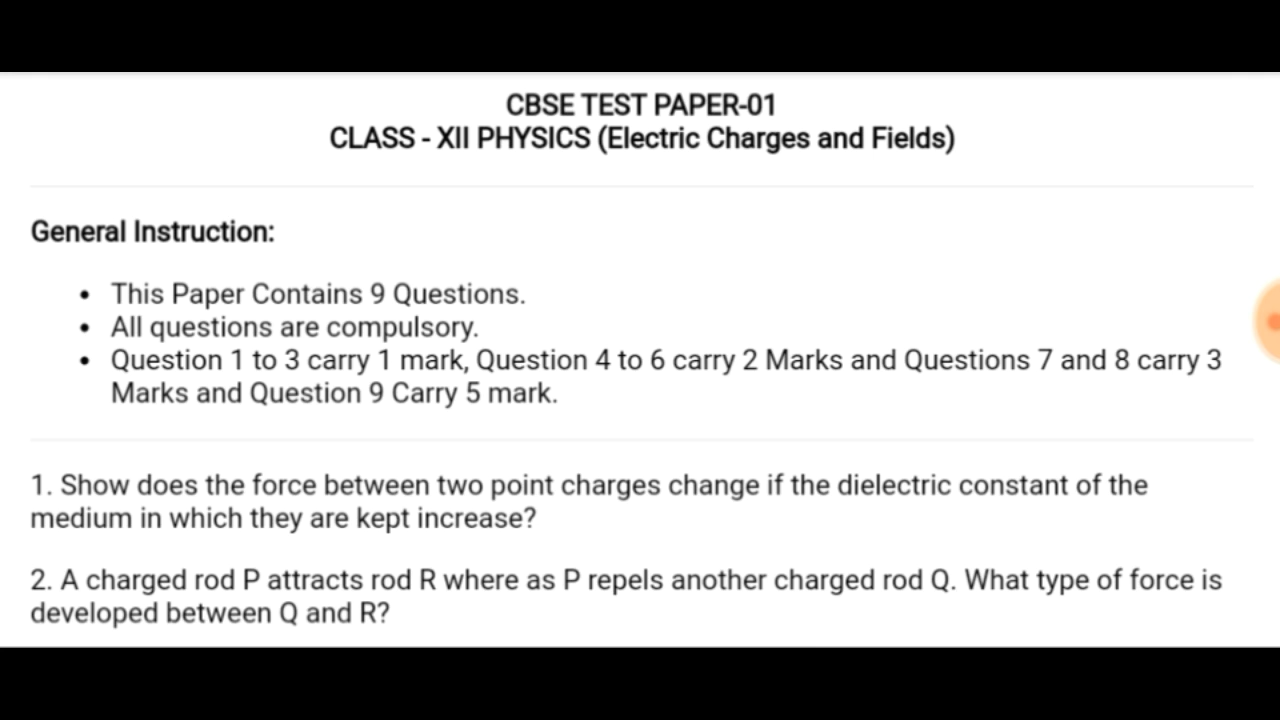 CBSE TEST PAPER-01
CLASS - XII PHYSICS (Electric Charges and Fields)
General Instruction:
• This Paper Contains 9 Questions.
• All questions are compulsory.
• Question 1 to 3 carry 1 mark, Question 4 to 6 carry 2 Marks and Questions 7 and 8 carry 3
Marks and Question 9 Carry 5 mark.
1. Show does the force between two point charges change if the dielectric constant of the
medium in which they are kept increase?
2. A charged rod P attracts rod R where as P repels another charged rod Q. What type of force is
developed between Q and R?